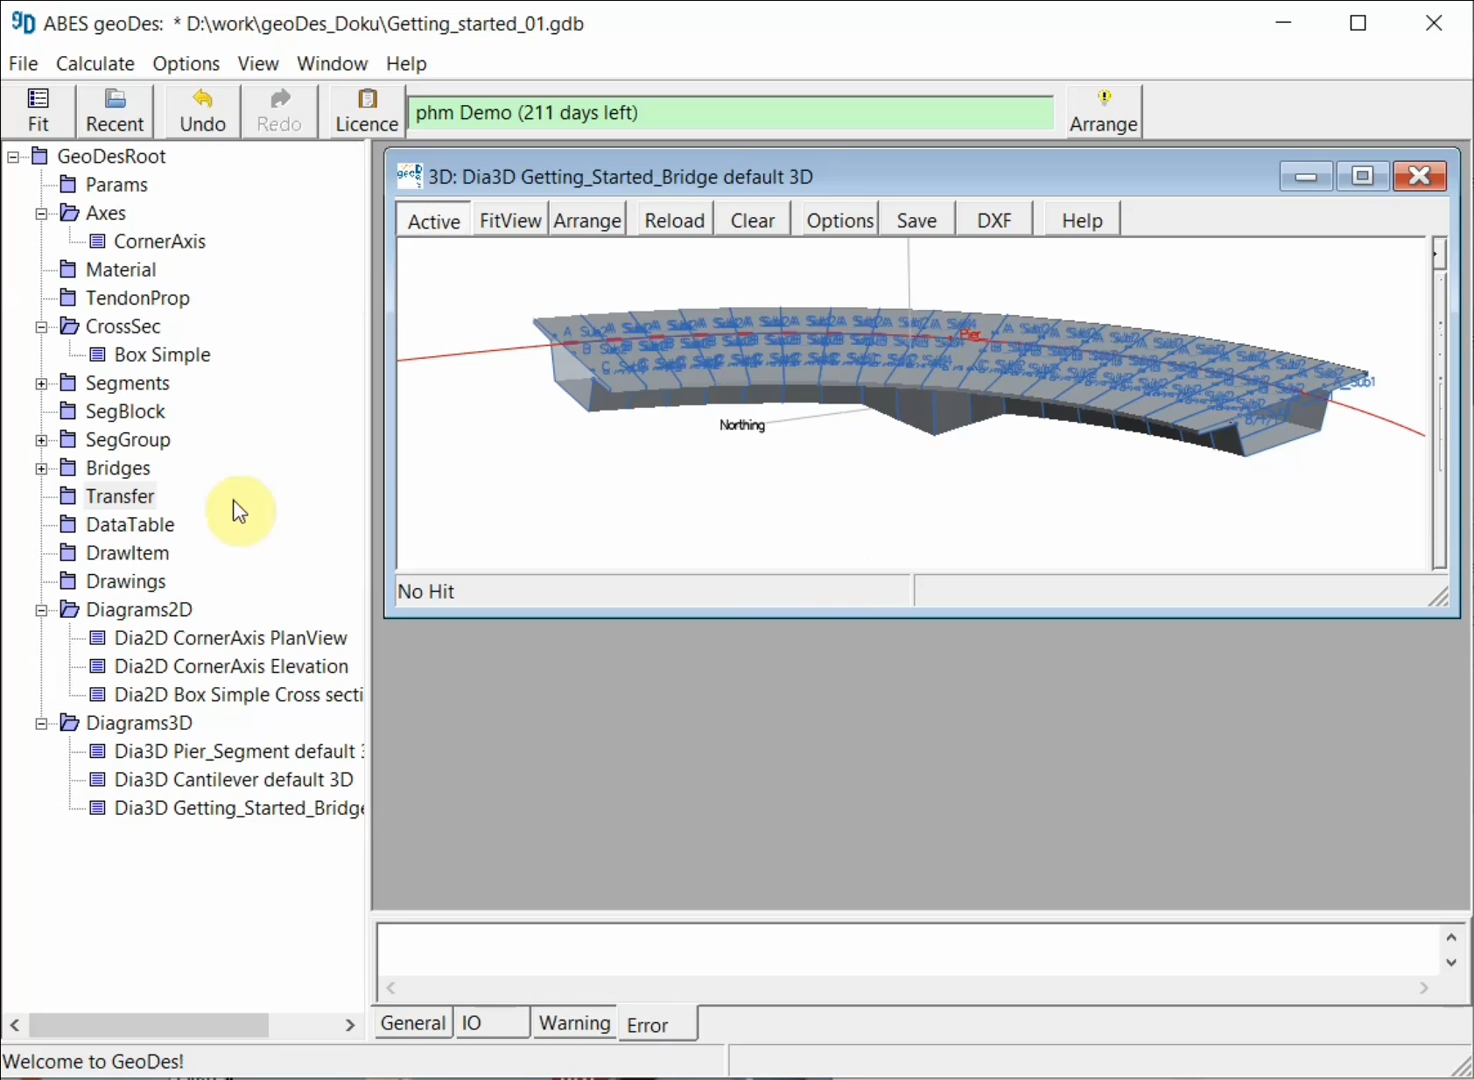 ABES geoDes: * D:\work\geoDes_Doku\Getting_started_01.gdb
File Calculate Options View Window Help
Fit Recent Undo Redo Licence phm Demo (211 days left) Arrange
GeoDesRoot
Params
Axes
CornerAxis
Material
TendonProp
CrossSec
Box Simple
Segments
SegBlock
SegGroup
Bridges
Transfer
DataTable
DrawItem
Drawings
Diagrams2D
Dia2D CornerAxis PlanView
Dia2D CornerAxis Elevation
Dia2D Box Simple Cross secti
Diagrams3D
Dia3D Pier_Segment default
Dia3D Cantilever default 3D
Dia3D Getting_Started_Bridge
3D: Dia3D Getting_Started_Bridge default 3D
Active FitView Arrange Reload Clear Options Save DXF Help
Pier
Northing
No Hit
General IO Warning Error
Welcome to GeoDes!